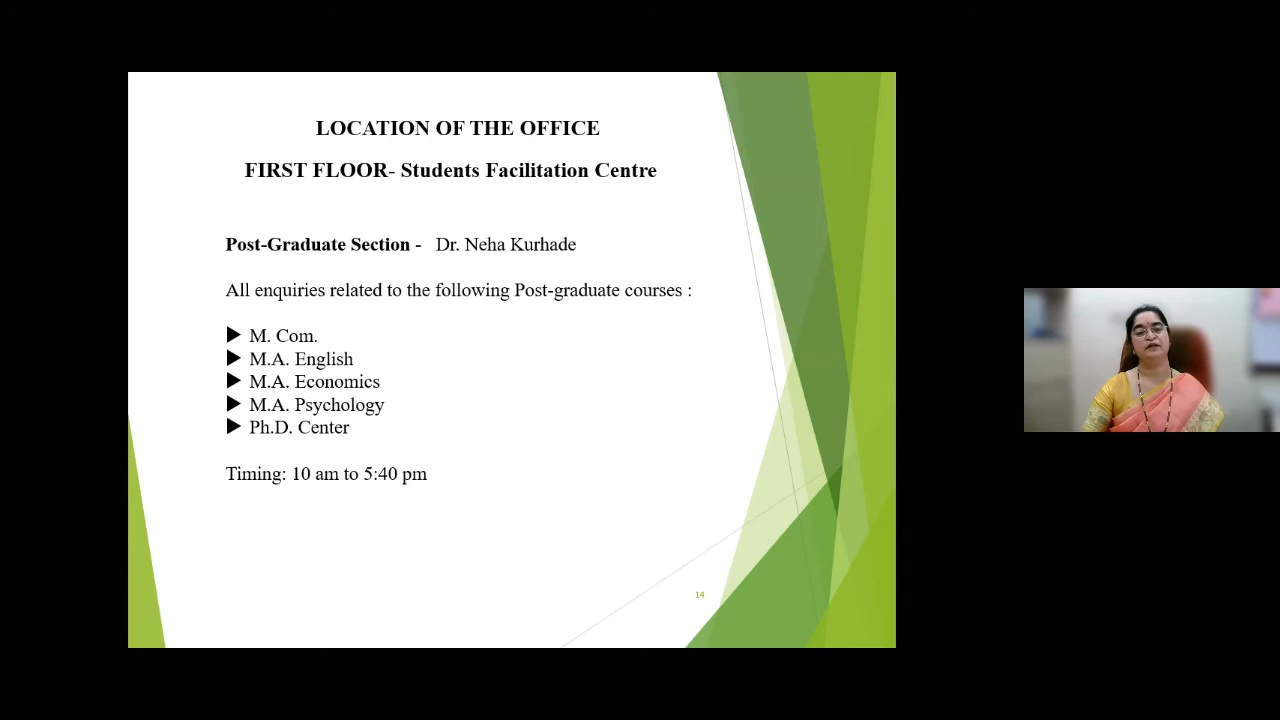 LOCATION OF THE OFFICE
FIRST FLOOR- Students Facilitation Centre
Post-Graduate Section - Dr. Neha Kurhade
All enquiries related to the following Post-graduate courses :
M. Com.
M.A. English
M.A. Economics
M.A. Psychology
Ph.D. Center
Timing: 10 am to 5:40 pm
14